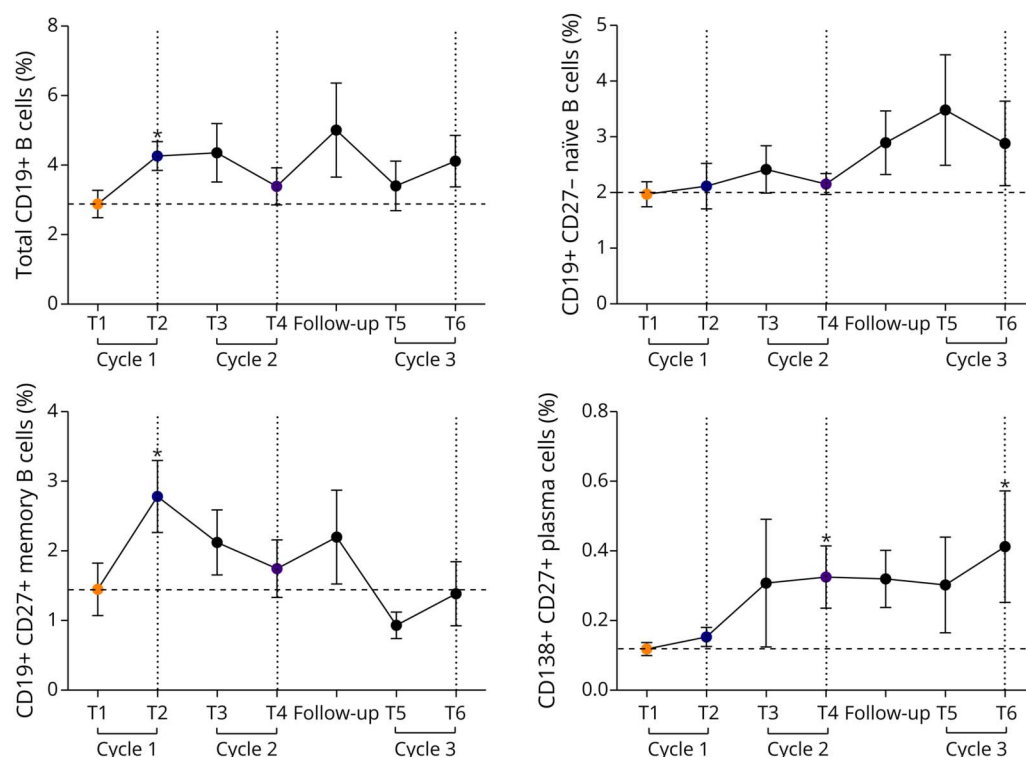 Total CD19+ B cells (%)
8
6
4
2
0
*
T1 T2 T3 T4 Follow-up T5 T6
Cycle 1 Cycle 2 Cycle 3
CD19+ CD27– naïve B cells (%)
5
4
3
2
1
0
T1 T2 T3 T4 Follow-up T5 T6
Cycle 1 Cycle 2 Cycle 3
CD19+ CD27+ memory B cells (%)
4
3
2
1
0
*
T1 T2 T3 T4 Follow-up T5 T6
Cycle 1 Cycle 2 Cycle 3
CD138+ CD27+ plasma cells (%)
0.8
0.6
0.4
0.2
0.0
*
*
T1 T2 T3 T4 Follow-up T5 T6
Cycle 1 Cycle 2 Cycle 3